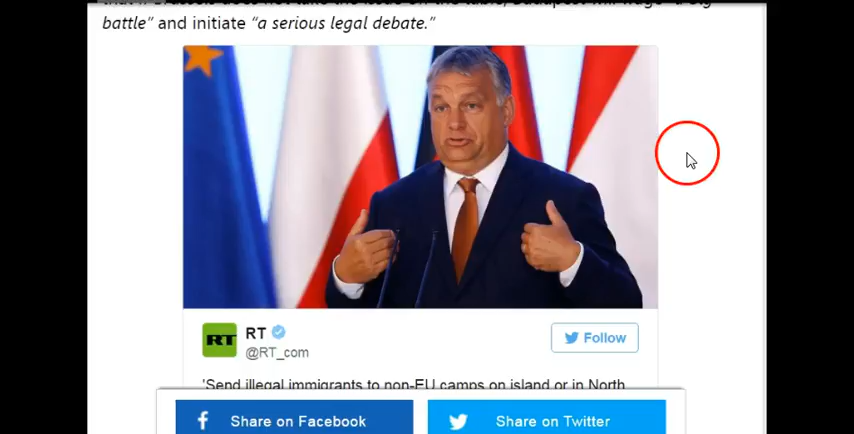 battle" and initiate "a serious legal debate."
RT
RT
@RT_com
Follow
'Send illegal immigrants to non-EU camps on island or in North
Share on Facebook
Share on Twitter